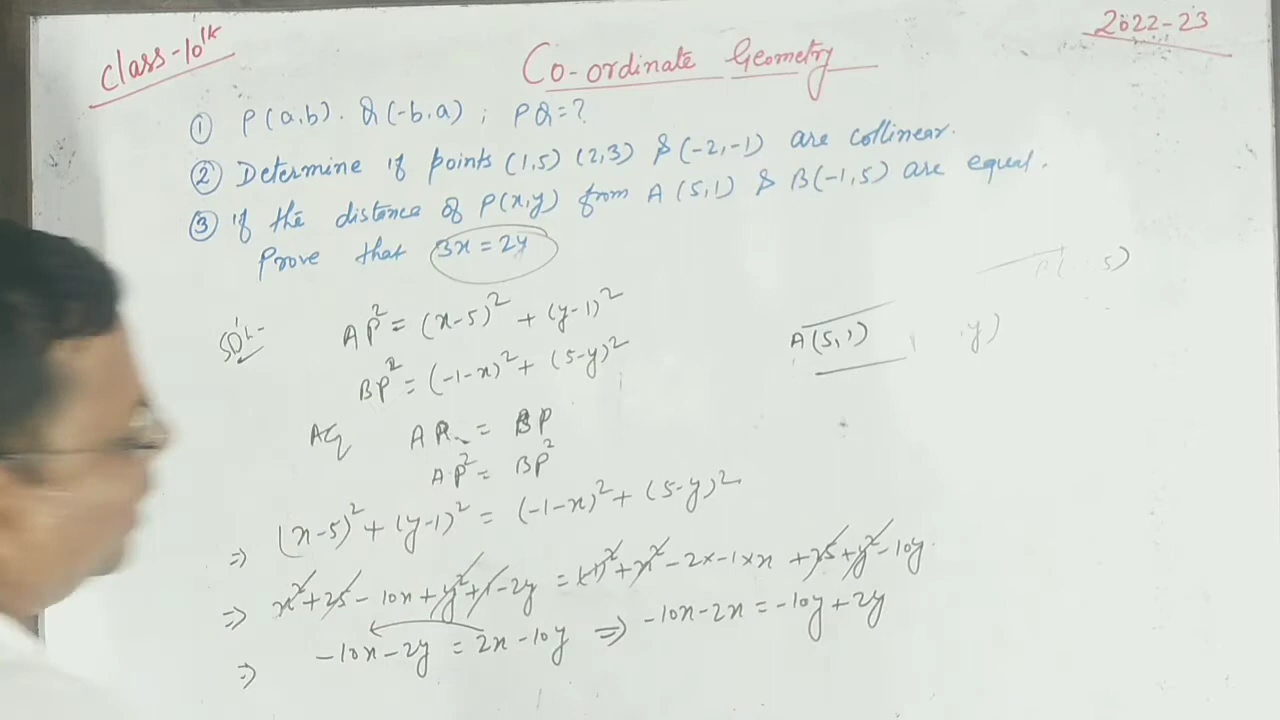 class-10th
2022-23
Co-ordinate Geometry
① P(a,b). Q(-b,a) ; PQ=?
② Determine if points (1,5) (2,3) & (-2,-1) are collinear.
③ if the distance of P(x,y) from A (5,1) & B(-1,5) are equal.
Prove that 3x = 2y
Sol:-
AP² = (x-5)² + (y-1)²
BP² = (-1-x)² + (5-y)²
A(5,1) y)
5)
= BP
AP² = BP²
⇒ (x-5)² + (y-1)² = (-1-x)² + (5-y)²
⇒ x²+25-10x+y²+1-2y = (-1)²+x²-2x-1×x +25+y²-10y
⇒ -10x-2y = 2x-10y ⇒ -10x-2x = -10y+2y